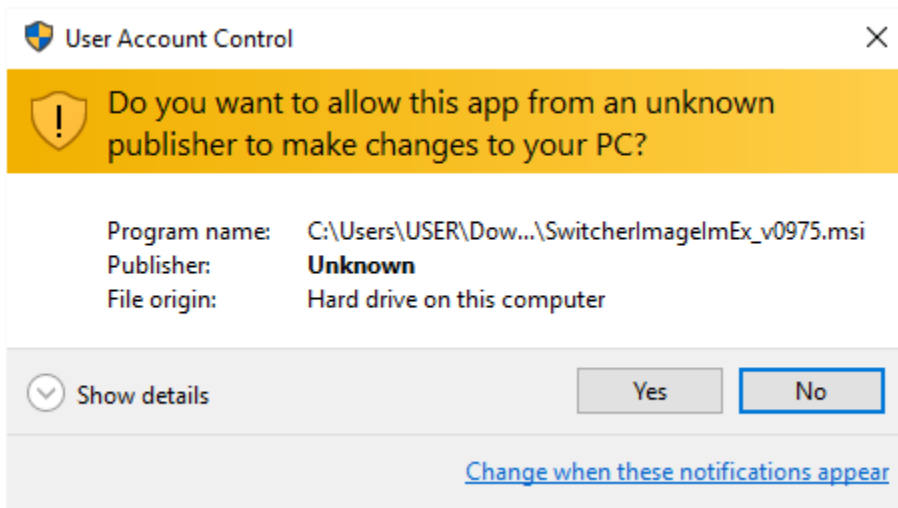 User Account Control
Do you want to allow this app from an unknown
publisher to make changes to your PC?
Program name: C:\Users\USER\Dow...\SwitcherImageImEx_v0975.msi
Publisher: Unknown
File origin: Hard drive on this computer
Show details Yes No
Change when these notifications appear